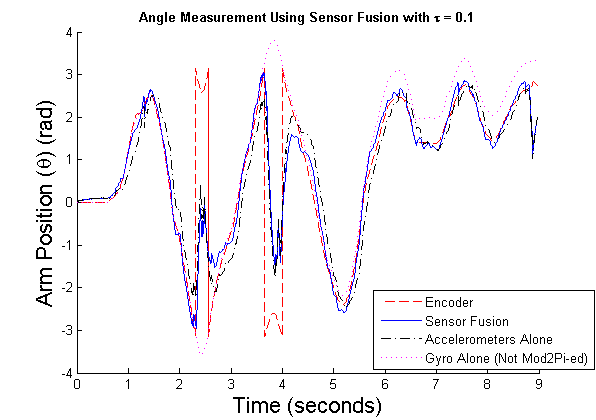 Angle Measurement Using Sensor Fusion with τ = 0.1
Arm Position (θ) (rad)
4
3
2
1
0
-1
-2
-3
-4
0 1 2 3 4 5 6 7 8 9
Time (seconds)
Encoder
Sensor Fusion
Accelerometers Alone
Gyro Alone (Not Mod2Pi-ed)